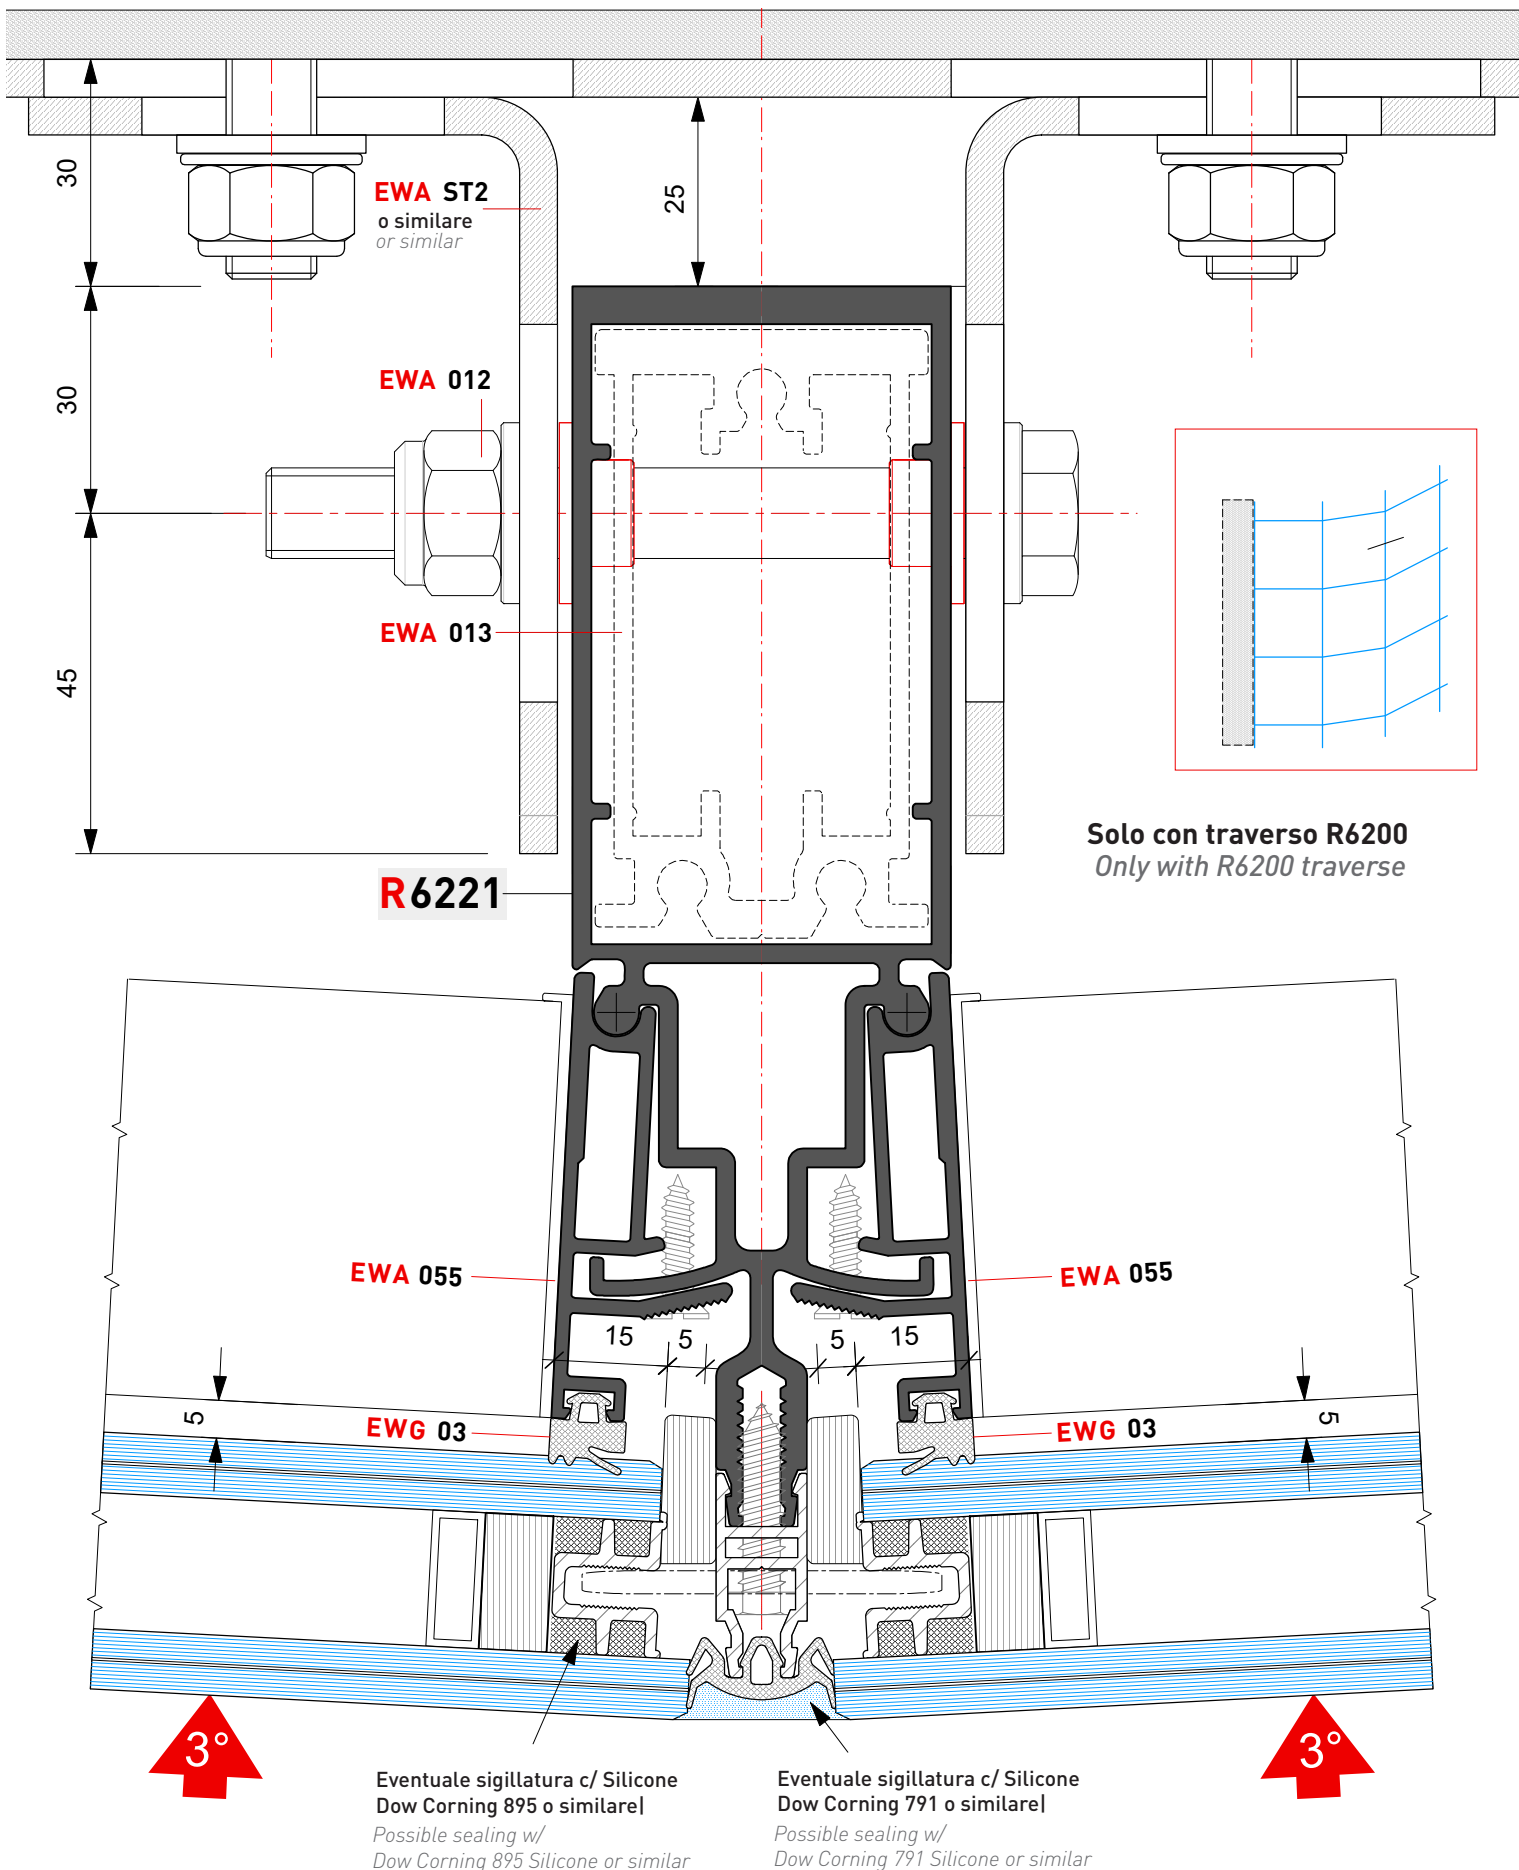 30
25
EWA ST2
o similare
or similar
30
EWA 012
45
EWA 013
R6221
Solo con traverso R6200
Only with R6200 traverse
EWA 055
EWA 055
15
5
5
15
5
EWG 03
EWG 03
5
3°
3°
Eventuale sigillatura c/ Silicone
Dow Corning 895 o similare|
Possible sealing w/
Dow Corning 895 Silicone or similar
Eventuale sigillatura c/ Silicone
Dow Corning 791 o similare|
Possible sealing w/
Dow Corning 791 Silicone or similar